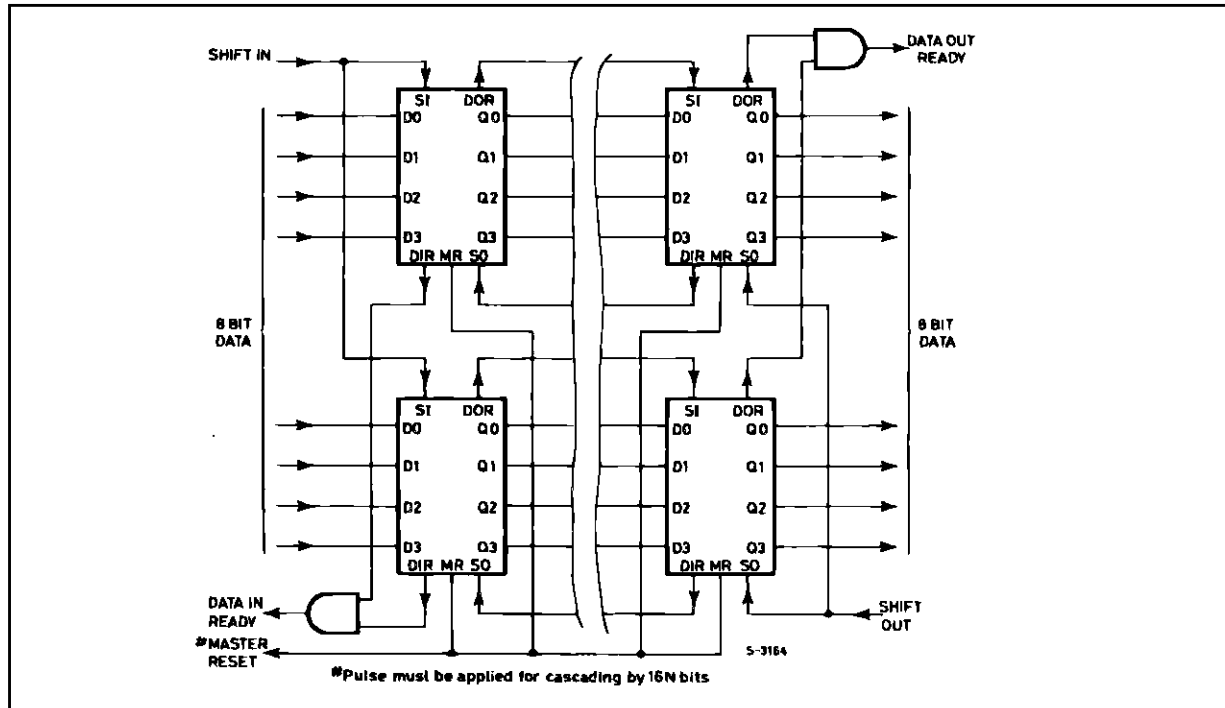 SHIFT IN
DATA OUT
READY
SI DOR
SI DOR
D0 Q0
D0 Q0
D1 Q1
D1 Q1
D2 Q2
D2 Q2
D3 Q3
D3 Q3
DIR MR SO
DIR MR SO
8 BIT
DATA
8 BIT
DATA
SI DOR
SI DOR
D0 Q0
D0 Q0
D1 Q1
D1 Q1
D2 Q2
D2 Q2
D3 Q3
D3 Q3
DIR MR SO
DIR MR SO
DATA IN
READY
SHIFT
OUT
#MASTER
RESET
S-3164
#Pulse must be applied for cascading by 16N bits